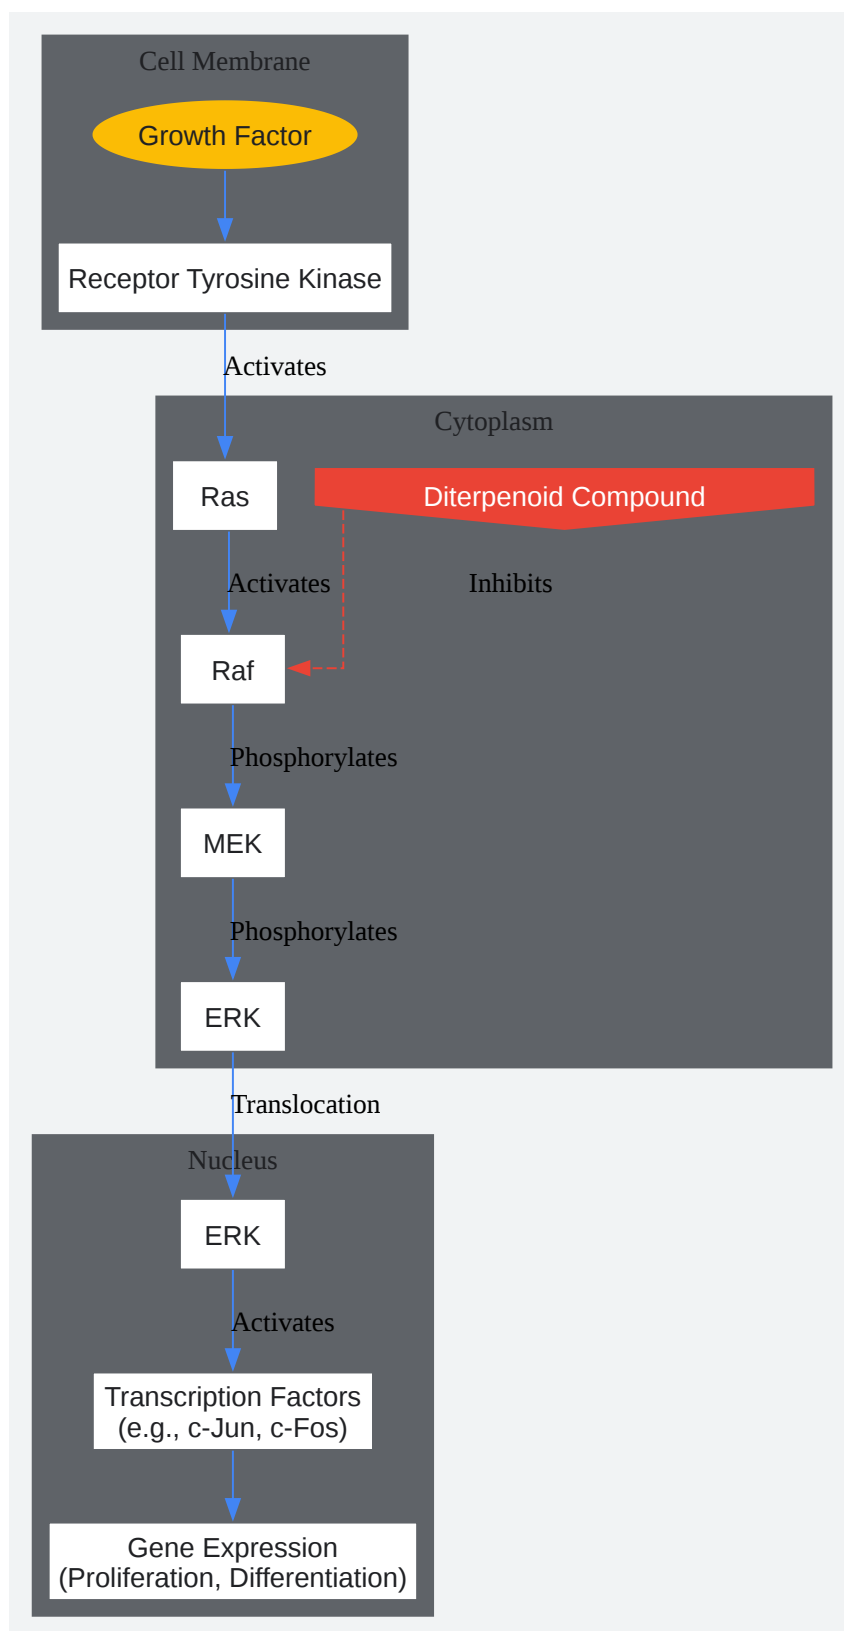 Cell Membrane
Growth Factor
Receptor Tyrosine Kinase
Activates
Cytoplasm
Ras
Diterpenoid Compound
Activates
Inhibits
Raf
Phosphorylates
MEK
Phosphorylates
ERK
Translocation
Nucleus
ERK
Activates
Transcription Factors
(e.g., c-Jun, c-Fos)
Gene Expression
(Proliferation, Differentiation)